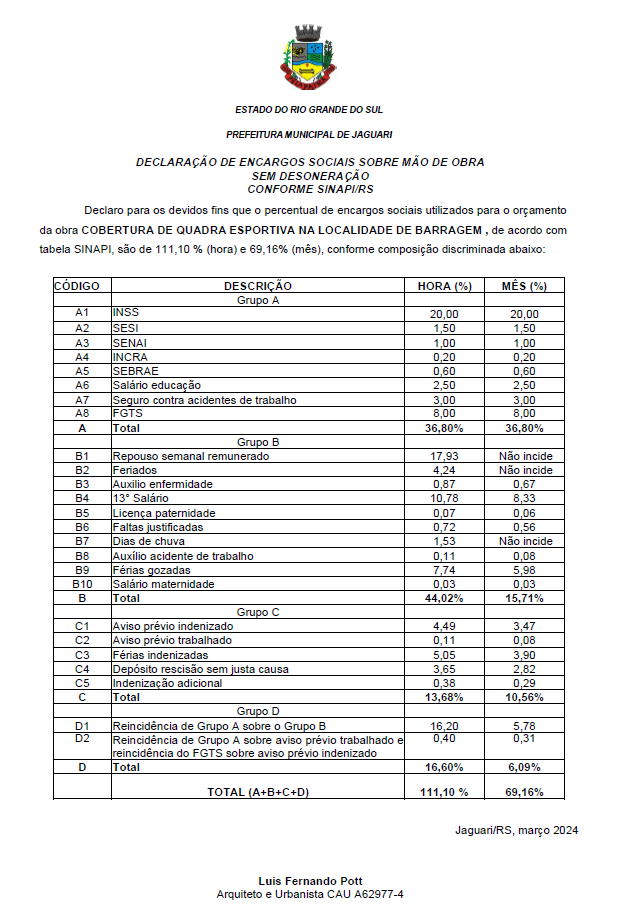 ESTADO DO RIO GRANDE DO SUL
PREFEITURA MUNICIPAL DE JAGUARI
DECLARAÇÃO DE ENCARGOS SOCIAIS SOBRE MÃO DE OBRA
SEM DESONERAÇÃO
CONFORME SINAPI/RS
Declaro para os devidos fins que o percentual de encargos sociais utilizados para o orçamento
da obra COBERTURA DE QUADRA ESPORTIVA NA LOCALIDADE DE BARRAGEM , de acordo com
tabela SINAPI, são de 111,10 % (hora) e 69,16% (mês), conforme composição discriminada abaixo:
CÓDIGO DESCRIÇÃO HORA (%) MÊS (%)
Grupo A
A1 INSS 20,00 20,00
A2 SESI 1,50 1,50
A3 SENAI 1,00 1,00
A4 INCRA 0,20 0,20
A5 SEBRAE 0,60 0,60
A6 Salário educação 2,50 2,50
A7 Seguro contra acidentes de trabalho 3,00 3,00
A8 FGTS 8,00 8,00
A Total 36,80% 36,80%
Grupo B
B1 Repouso semanal remunerado 17,93 Não incide
B2 Feriados 4,24 Não incide
B3 Auxilio enfermidade 0,87 0,67
B4 13° Salário 10,78 8,33
B5 Licença paternidade 0,07 0,06
B6 Faltas justificadas 0,72 0,56
B7 Dias de chuva 1,53 Não incide
B8 Auxílio acidente de trabalho 0,11 0,08
B9 Férias gozadas 7,74 5,98
B10 Salário maternidade 0,03 0,03
B Total 44,02% 15,71%
Grupo C
C1 Aviso prévio indenizado 4,49 3,47
C2 Aviso prévio trabalhado 0,11 0,08
C3 Férias indenizadas 5,05 3,90
C4 Depósito rescisão sem justa causa 3,65 2,82
C5 Indenização adicional 0,38 0,29
C Total 13,68% 10,56%
Grupo D
D1 Reincidência de Grupo A sobre o Grupo B 16,20 5,78
D2 Reincidência de Grupo A sobre aviso prévio trabalhado e 0,40 0,31
reincidência do FGTS sobre aviso prévio indenizado
D Total 16,60% 6,09%
TOTAL (A+B+C+D) 111,10 % 69,16%
Jaguari/RS, março 2024
Luis Fernando Pott
Arquiteto e Urbanista CAU A62977-4